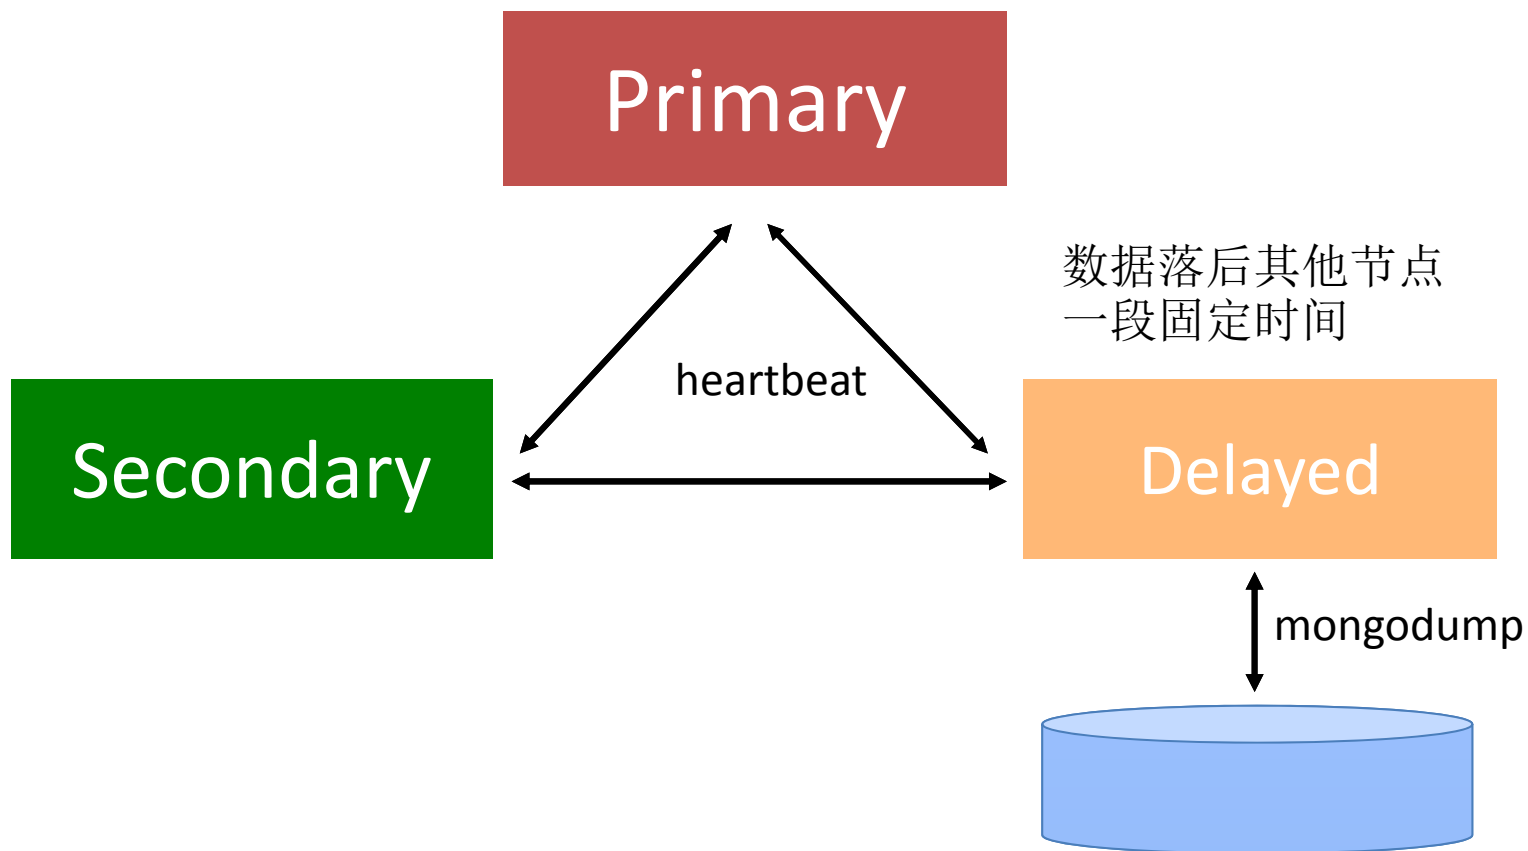 Primary
数据落后其他节点
一段固定时间
heartbeat
Secondary
Delayed
mongodump